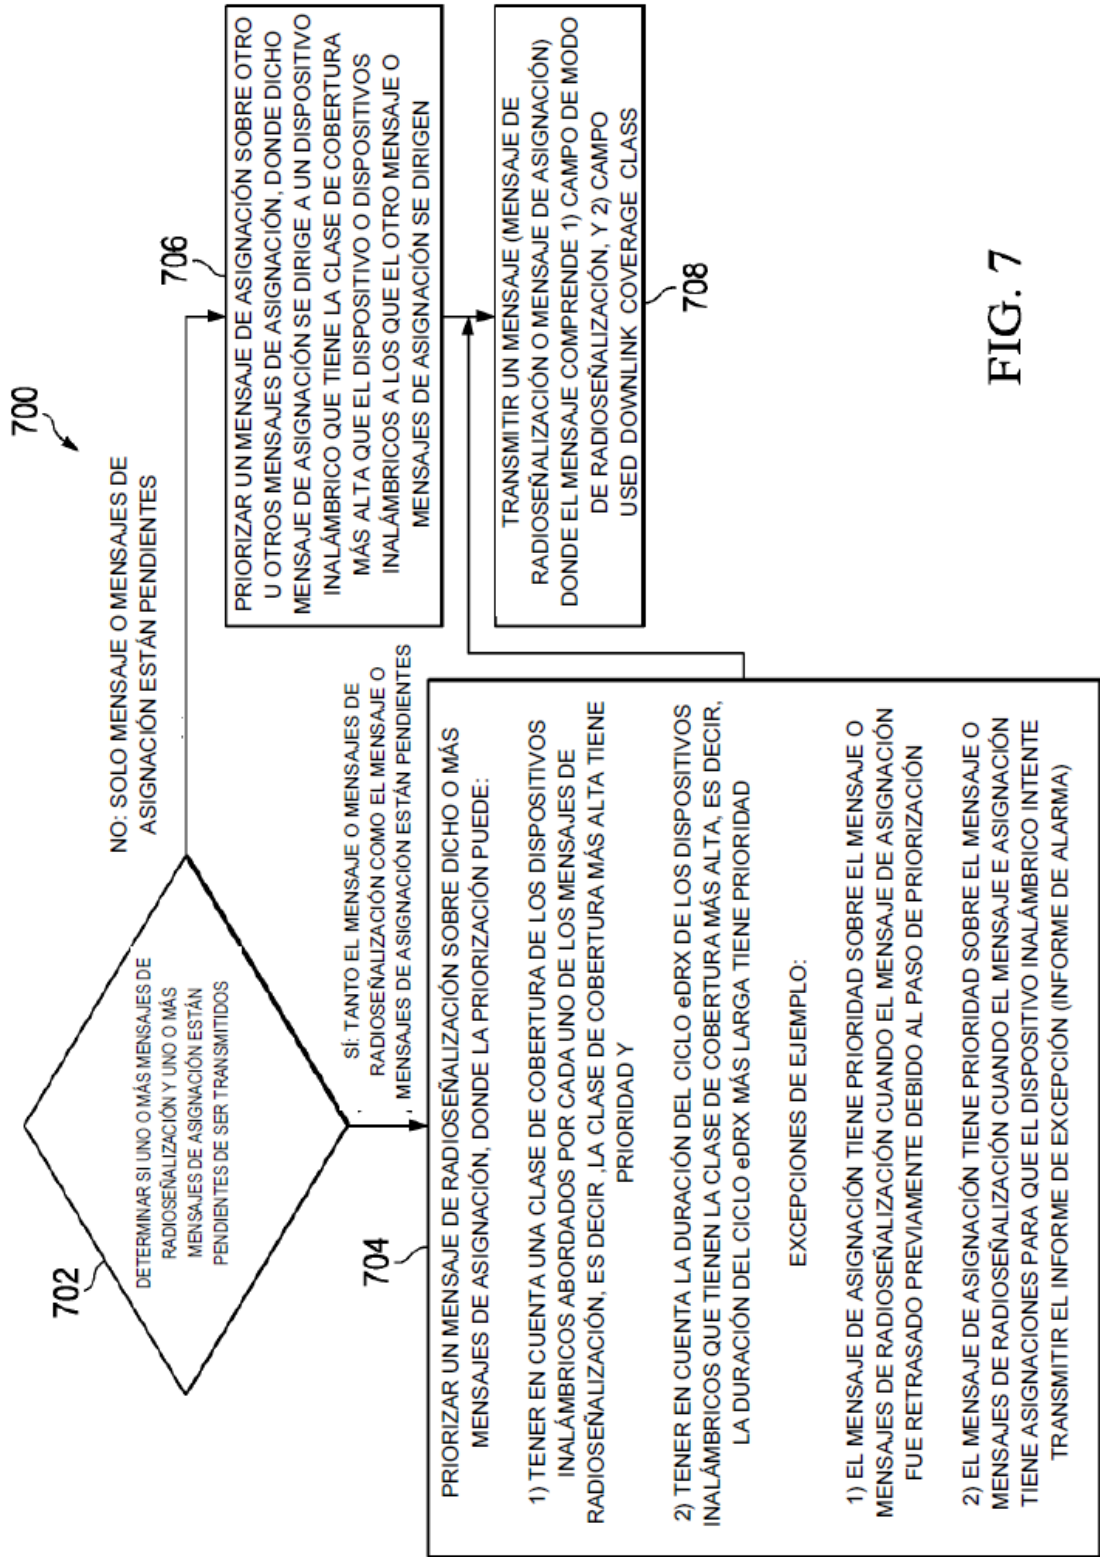 700
702
DETERMINAR SI UNO O MÁS MENSAJES DE
RADIOSEÑALIZACIÓN Y UNO O MÁS
MENSAJES DE ASIGNACIÓN ESTÁN
PENDIENTES DE SER TRANSMITIDOS
NO: SOLO MENSAJE O MENSAJES DE
ASIGNACIÓN ESTÁN PENDIENTES
SÍ: TANTO EL MENSAJE O MENSAJES DE
RADIOSEÑALIZACIÓN COMO EL MENSAJE O
MENSAJES DE ASIGNACIÓN ESTÁN PENDIENTES
704
PRIORIZAR UN MENSAJE DE RADIOSEÑALIZACIÓN SOBRE DICHO O MÁS
MENSAJES DE ASIGNACIÓN, DONDE LA PRIORIZACIÓN PUEDE:
1) TENER EN CUENTA UNA CLASE DE COBERTURA DE LOS DISPOSITIVOS
INALÁMBRICOS ABORDADOS POR CADA UNO DE LOS MENSAJES DE
RADIOSEÑALIZACIÓN, ES DECIR ,LA CLASE DE COBERTURA MÁS ALTA TIENE
PRIORIDAD Y
2) TENER EN CUENTA LA DURACIÓN DEL CICLO eDRX DE LOS DISPOSITIVOS
INALÁMBRICOS QUE TIENEN LA CLASE DE COBERTURA MÁS ALTA, ES DECIR,
LA DURACIÓN DEL CICLO eDRX MÁS LARGA TIENE PRIORIDAD
EXCEPCIONES DE EJEMPLO:
1) EL MENSAJE DE ASIGNACIÓN TIENE PRIORIDAD SOBRE EL MENSAJE O
MENSAJES DE RADIOSEÑALIZACIÓN CUANDO EL MENSAJE DE ASIGNACIÓN
FUE RETRASADO PREVIAMENTE DEBIDO AL PASO DE PRIORIZACIÓN
2) EL MENSAJE DE ASIGNACIÓN TIENE PRIORIDAD SOBRE EL MENSAJE O
MENSAJES DE RADIOSEÑALIZACIÓN CUANDO EL MENSAJE E ASIGNACIÓN
TIENE ASIGNACIONES PARA QUE EL DISPOSITIVO INALÁMBRICO INTENTE
TRANSMITIR EL INFORME DE EXCEPCIÓN (INFORME DE ALARMA)
706
PRIORIZAR UN MENSAJE DE ASIGNACIÓN SOBRE OTRO
U OTROS MENSAJES DE ASIGNACIÓN, DONDE DICHO
MENSAJE DE ASIGNACIÓN SE DIRIGE A UN DISPOSITIVO
INALÁMBRICO QUE TIENE LA CLASE DE COBERTURA
MÁS ALTA QUE EL DISPOSITIVO O DISPOSITIVOS
INALÁMBRICOS A LOS QUE EL OTRO MENSAJE O
MENSAJES DE ASIGNACIÓN SE DIRIGEN
TRANSMITIR UN MENSAJE (MENSAJE DE
RADIOSEÑALIZACIÓN O MENSAJE DE ASIGNACIÓN)
DONDE EL MENSAJE COMPRENDE 1) CAMPO DE MODO
DE RADIOSEÑALIZACIÓN, Y 2) CAMPO
USED DOWNLINK COVERAGE CLASS
708
FIG. 7